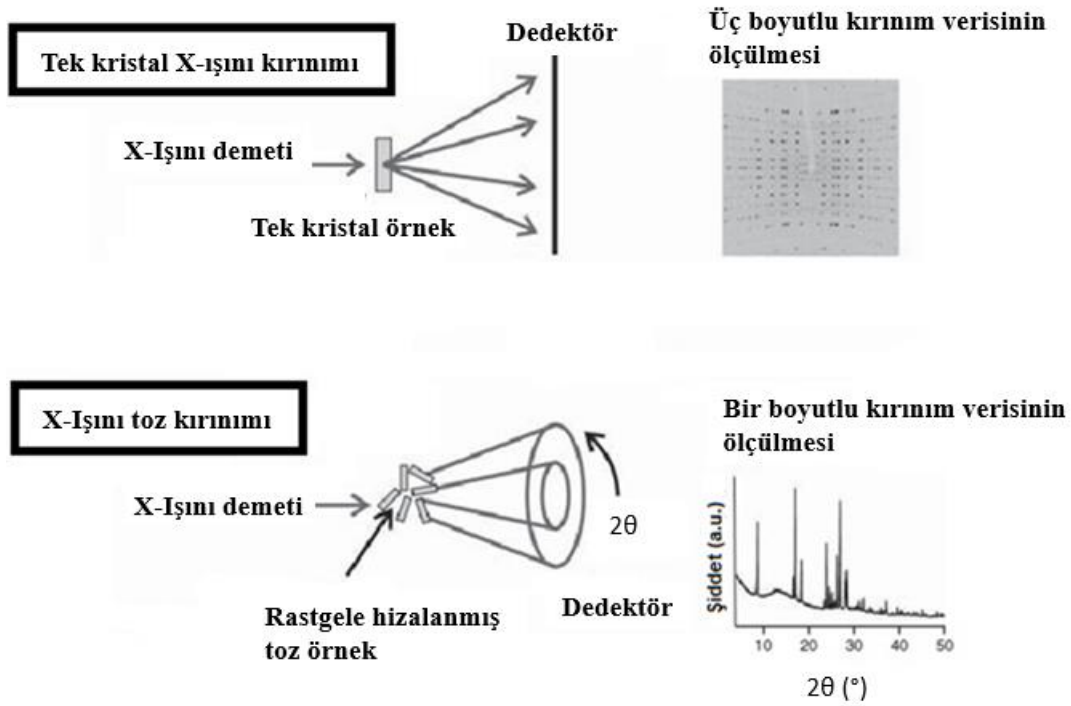 Tek kristal X-ışını kırınımı
Dedektör
Üç boyutlu kırınım verisinin
ölçülmesi
X-Işını demeti
Tek kristal örnek
X-Işını toz kırınımı
Bir boyutlu kırınım verisinin
ölçülmesi
X-Işını demeti
2θ
Rastgele hizalanmış
toz örnek
Dedektör
Şiddet (a.u.)
10 20 30 40 50
2θ (°)